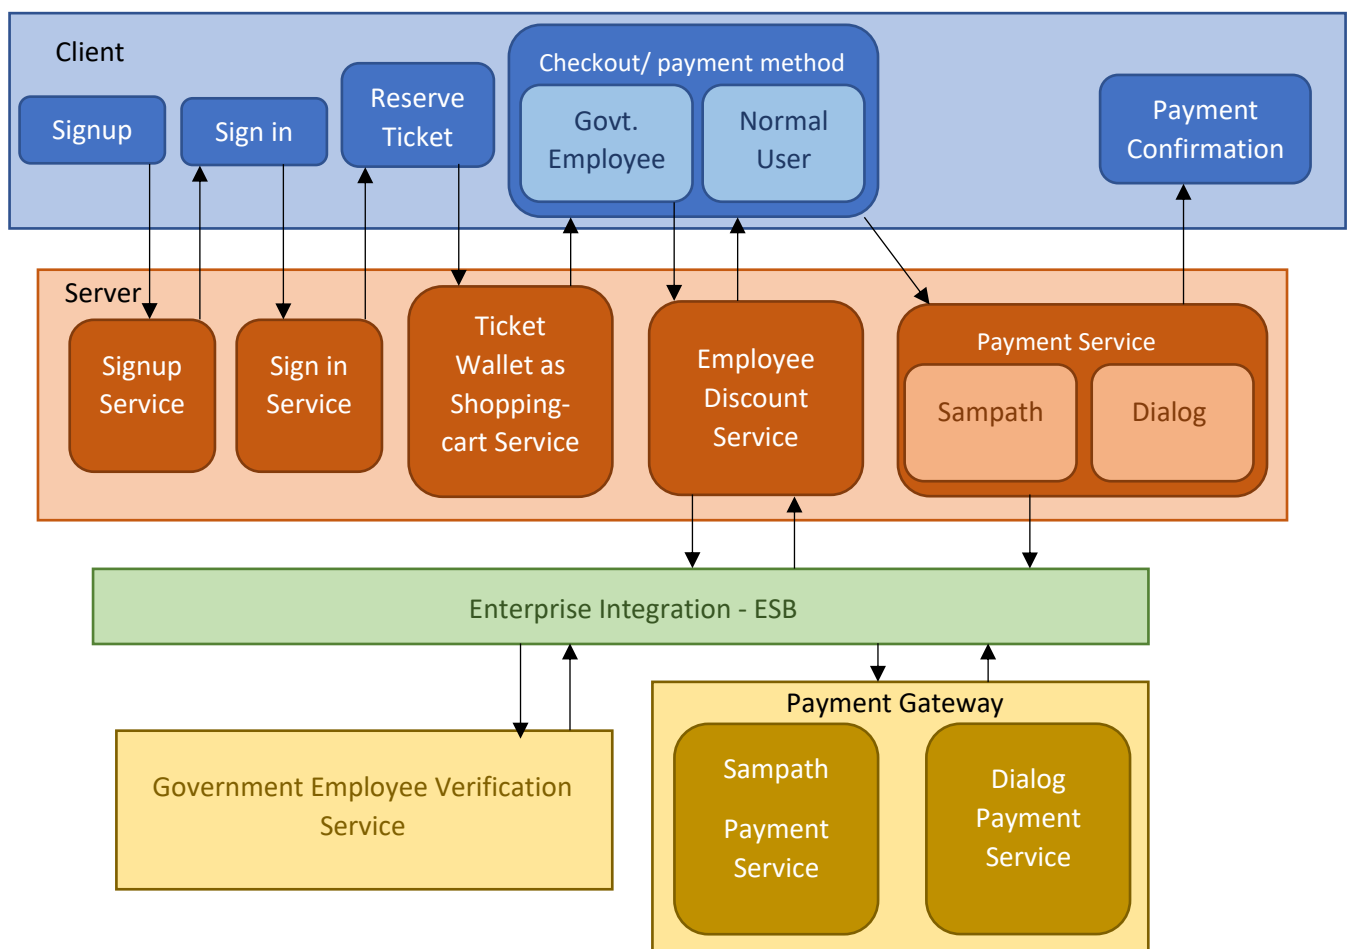 Client
Signup
Sign in
Reserve
Ticket
Checkout/ payment method
Govt.
Employee
Normal
User
Payment
Confirmation
Server
Signup
Service
Sign in
Service
Ticket
Wallet as
Shopping-
cart Service
Employee
Discount
Service
Payment Service
Sampath
Dialog
Enterprise Integration - ESB
Government Employee Verification
Service
Payment Gateway
Sampath
Payment
Service
Dialog
Payment
Service